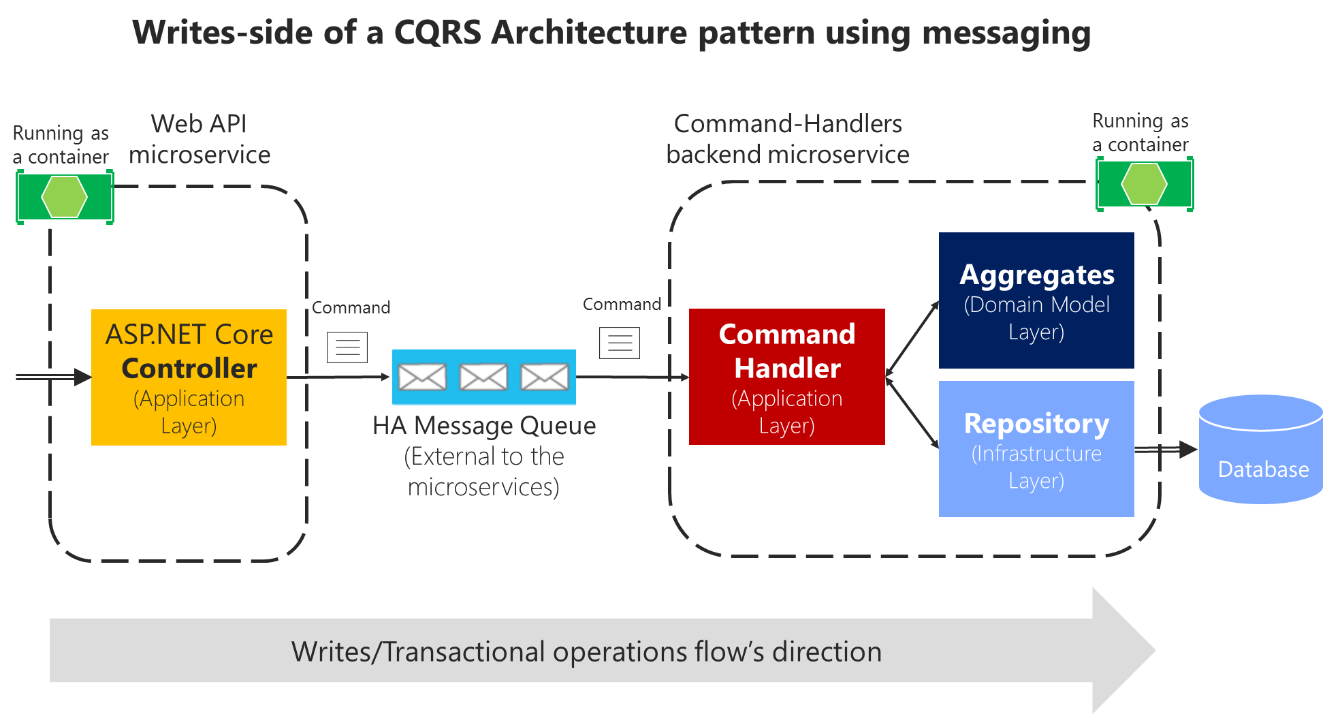 Writes-side of a CQRS Architecture pattern using messaging
Running as
a container
Web API
microservice
Command-Handlers
backend microservice
Running as
a container
ASP.NET Core
Controller
(Application
Layer)
Command
HA Message Queue
(External to the
microservices)
Command
Command
Handler
(Application
Layer)
Aggregates
(Domain Model
Layer)
Repository
(Infrastructure
Layer)
Database
Writes/Transactional operations flow’s direction